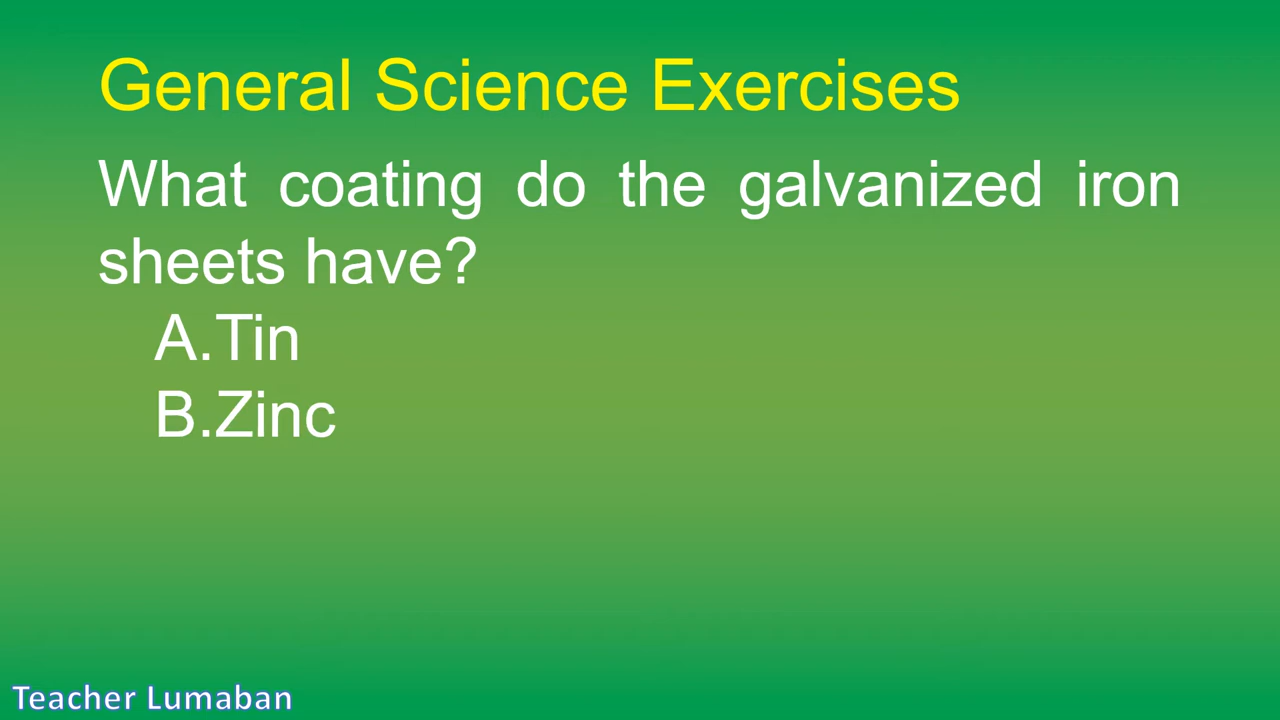 General Science Exercises
What coating do the galvanized iron
sheets have?
A.Tin
B.Zinc
Teacher Lumaban